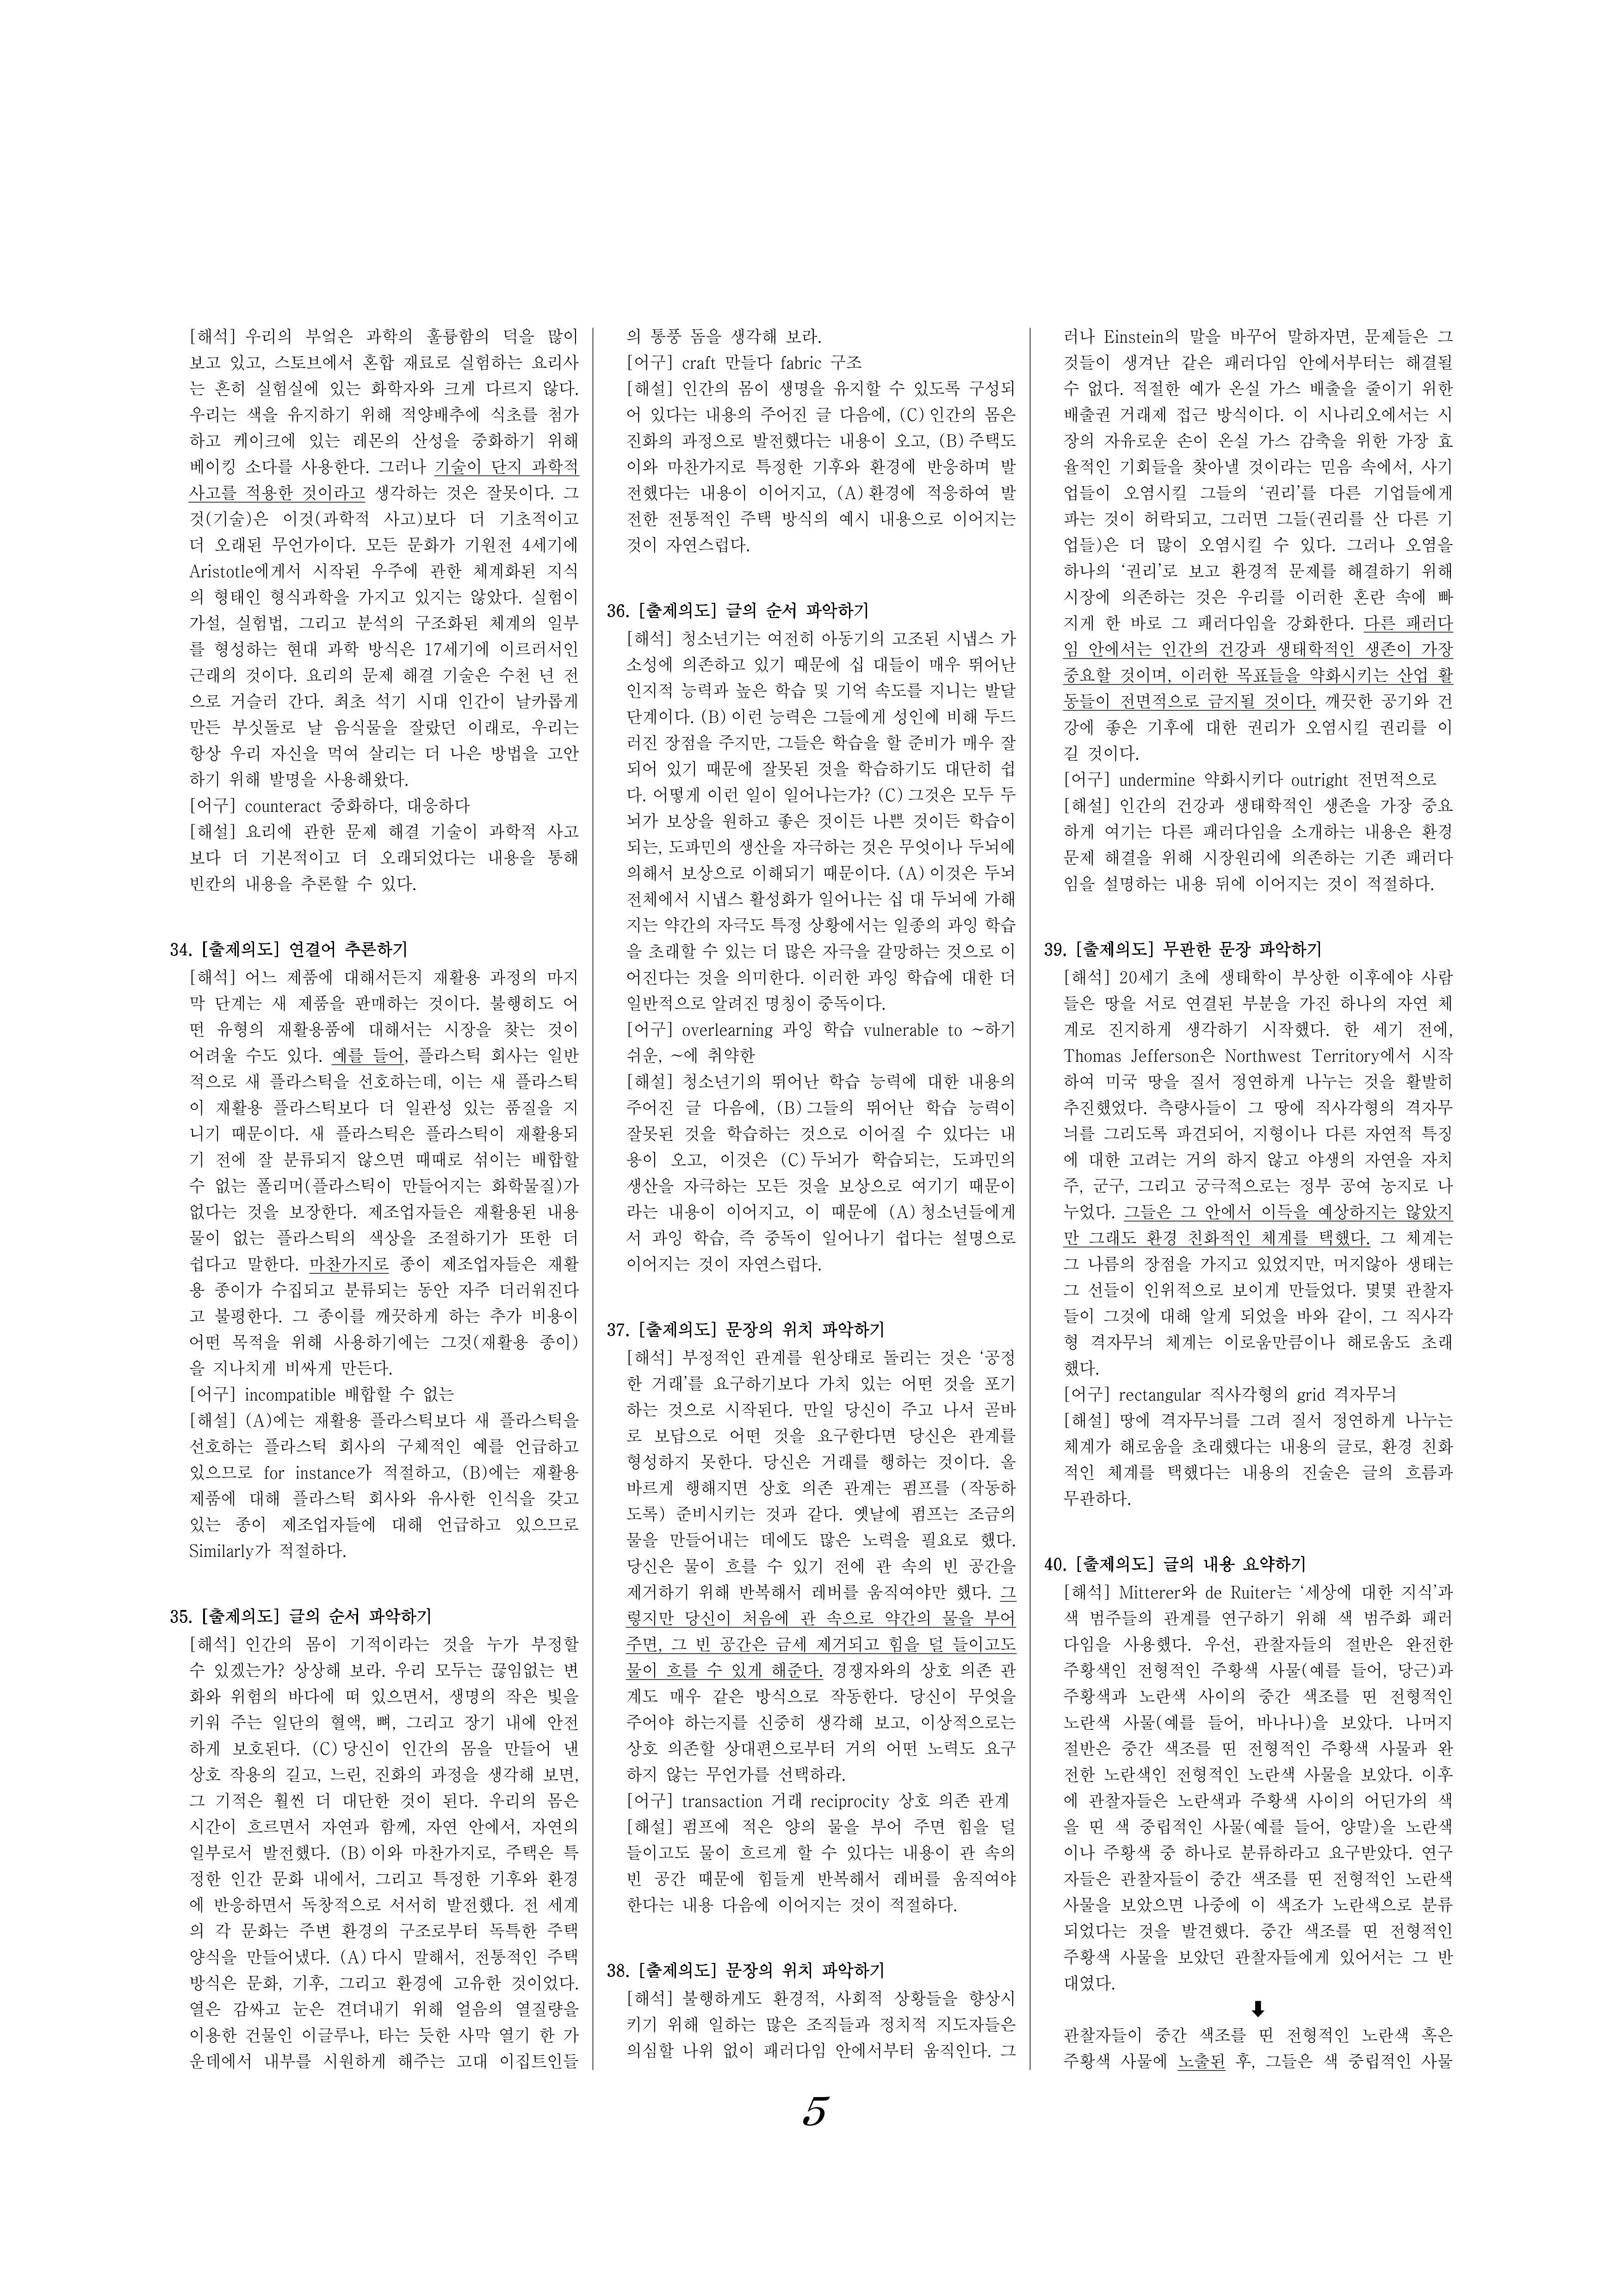 [해석] 우리의 부엌은 과학의 훌륭함의 덕을 많이
보고 있고, 스토브에서 혼합 재료로 실험하는 요리사
는 흔히 실험실에 있는 화학자와 크게 다르지 않다.
우리는 색을 유지하기 위해 적양배추에 식초를 첨가
하고 케이크에 있는 레몬의 산성을 중화하기 위해
베이킹 소다를 사용한다. 그러나 기술이 단지 과학적
사고를 적용한 것이라고 생각하는 것은 잘못이다. 그
것(기술)은 이것(과학적 사고)보다 더 기초적이고
더 오래된 무언가이다. 모든 문화가 기원전 4세기에
Aristotle에게서 시작된 우주에 관한 체계화된 지식
의 형태인 형식과학을 가지고 있지는 않았다. 실험이
가설, 실험법, 그리고 분석의 구조화된 체계의 일부
를 형성하는 현대 과학 방식은 17세기에 이르러서인
근래의 것이다. 요리의 문제 해결 기술은 수천 년 전
으로 거슬러 간다. 최초 석기 시대 인간이 날카롭게
만든 부싯돌로 날 음식물을 잘랐던 이래로, 우리는
항상 우리 자신을 먹여 살리는 더 나은 방법을 고안
하기 위해 발명을 사용해왔다.
[어구] counteract 중화하다, 대응하다
[해설] 요리에 관한 문제 해결 기술이 과학적 사고
보다 더 기본적이고 더 오래되었다는 내용을 통해
빈칸의 내용을 추론할 수 있다.
34. [출제의도] 연결어 추론하기
[해석] 어느 제품에 대해서든지 재활용 과정의 마지
막 단계는 새 제품을 판매하는 것이다. 불행히도 어
떤 유형의 재활용품에 대해서는 시장을 찾는 것이
어려울 수도 있다. 예를 들어, 플라스틱 회사는 일반
적으로 새 플라스틱을 선호하는데, 이는 새 플라스틱
이 재활용 플라스틱보다 더 일관성 있는 품질을 지
니기 때문이다. 새 플라스틱은 플라스틱이 재활용되
기 전에 잘 분류되지 않으면 때때로 섞이는 배합할
수 없는 폴리머(플라스틱이 만들어지는 화학물질)가
없다는 것을 보장한다. 제조업자들은 재활용된 내용
물이 없는 플라스틱의 색상을 조절하기가 또한 더
쉽다고 말한다. 마찬가지로 종이 제조업자들은 재활
용 종이가 수집되고 분류되는 동안 자주 더러워진다
고 불평한다. 그 종이를 깨끗하게 하는 추가 비용이
어떤 목적을 위해 사용하기에는 그것(재활용 종이)
을 지나치게 비싸게 만든다.
[어구] incompatible 배합할 수 없는
[해설] (A)에는 재활용 플라스틱보다 새 플라스틱을
선호하는 플라스틱 회사의 구체적인 예를 언급하고
있으므로 for instance가 적절하고, (B)에는 재활용
제품에 대해 플라스틱 회사와 유사한 인식을 갖고
있는 종이 제조업자들에 대해 언급하고 있으므로
Similarly가 적절하다.
35. [출제의도] 글의 순서 파악하기
[해석] 인간의 몸이 기적이라는 것을 누가 부정할
수 있겠는가? 상상해 보라. 우리 모두는 끊임없는 변
화와 위험의 바다에 떠 있으면서, 생명의 작은 빛을
키워 주는 일단의 혈액, 뼈, 그리고 장기 내에 안전
하게 보호된다. (C) 당신이 인간의 몸을 만들어 낸
상호 작용의 길고, 느린, 진화의 과정을 생각해 보면,
그 기적은 훨씬 더 대단한 것이 된다. 우리의 몸은
시간이 흐르면서 자연과 함께, 자연 안에서, 자연의
일부로서 발전했다. (B) 이와 마찬가지로, 주택은 특
정한 인간 문화 내에서, 그리고 특정한 기후와 환경
에 반응하면서 독창적으로 서서히 발전했다. 전 세계
의 각 문화는 주변 환경의 구조로부터 독특한 주택
양식을 만들어냈다. (A) 다시 말해서, 전통적인 주택
방식은 문화, 기후, 그리고 환경에 고유한 것이었다.
열은 감싸고 눈은 견뎌내기 위해 얼음의 열질량을
이용한 건물인 이글루나, 타는 듯한 사막 열기 한 가
운데에서 내부를 시원하게 해주는 고대 이집트인들
의 통풍 돔을 생각해 보라.
[어구] craft 만들다 fabric 구조
[해설] 인간의 몸이 생명을 유지할 수 있도록 구성되
어 있다는 내용의 주어진 글 다음에, (C) 인간의 몸은
진화의 과정으로 발전했다는 내용이 오고, (B) 주택도
이와 마찬가지로 특정한 기후와 환경에 반응하며 발
전했다는 내용이 이어지고, (A) 환경에 적응하여 발
전한 전통적인 주택 방식의 예시 내용으로 이어지는
것이 자연스럽다.
36. [출제의도] 글의 순서 파악하기
[해석] 청소년기는 여전히 아동기의 고조된 시냅스 가
소성에 의존하고 있기 때문에 십 대들이 매우 뛰어난
인지적 능력과 높은 학습 및 기억 속도를 지니는 발달
단계이다. (B) 이런 능력은 그들에게 성인에 비해 두드
러진 장점을 주지만, 그들은 학습을 할 준비가 매우 잘
되어 있기 때문에 잘못된 것을 학습하기도 대단히 쉽
다. 어떻게 이런 일이 일어나는가? (C) 그것은 모두 두
뇌가 보상을 원하고 좋은 것이든 나쁜 것이든 학습이
되는, 도파민의 생산을 자극하는 것은 무엇이나 두뇌에
의해서 보상으로 이해되기 때문이다. (A) 이것은 두뇌
전체에서 시냅스 활성화가 일어나는 십 대 두뇌에 가해
지는 약간의 자극도 특정 상황에서는 일종의 과잉 학습
을 초래할 수 있는 더 많은 자극을 갈망하는 것으로 이
어진다는 것을 의미한다. 이러한 과잉 학습에 대한 더
일반적으로 알려진 명칭이 중독이다.
[어구] overlearning 과잉 학습 vulnerable to ~하기
쉬운, ~에 취약한
[해설] 청소년기의 뛰어난 학습 능력에 대한 내용의
주어진 글 다음에, (B) 그들의 뛰어난 학습 능력이
잘못된 것을 학습하는 것으로 이어질 수 있다는 내
용이 오고, 이것은 (C) 두뇌가 학습되는, 도파민의
생산을 자극하는 모든 것을 보상으로 여기기 때문이
라는 내용이 이어지고, 이 때문에 (A) 청소년들에게
서 과잉 학습, 즉 중독이 일어나기 쉽다는 설명으로
이어지는 것이 자연스럽다.
37. [출제의도] 문장의 위치 파악하기
[해석] 부정적인 관계를 원상태로 돌리는 것은 ‘공정
한 거래’를 요구하기보다 가치 있는 어떤 것을 포기
하는 것으로 시작된다. 만일 당신이 주고 나서 곧바
로 보답으로 어떤 것을 요구한다면 당신은 관계를
형성하지 못한다. 당신은 거래를 행하는 것이다. 올
바르게 행해지면 상호 의존 관계는 펌프를 (작동하
도록) 준비시키는 것과 같다. 옛날에 펌프는 조금의
물을 만들어내는 데에도 많은 노력을 필요로 했다.
당신은 물이 흐를 수 있기 전에 관 속의 빈 공간을
제거하기 위해 반복해서 레버를 움직여야만 했다. 그
렇지만 당신이 처음에 관 속으로 약간의 물을 부어
주면, 그 빈 공간은 금세 제거되고 힘을 덜 들이고도
물이 흐를 수 있게 해준다. 경쟁자와의 상호 의존 관
계도 매우 같은 방식으로 작동한다. 당신이 무엇을
주어야 하는지를 신중히 생각해 보고, 이상적으로는
상호 의존할 상대편으로부터 거의 어떤 노력도 요구
하지 않는 무언가를 선택하라.
[어구] transaction 거래 reciprocity 상호 의존 관계
[해설] 펌프에 적은 양의 물을 부어 주면 힘을 덜
들이고도 물이 흐르게 할 수 있다는 내용이 관 속의
빈 공간 때문에 힘들게 반복해서 레버를 움직여야
한다는 내용 다음에 이어지는 것이 적절하다.
38. [출제의도] 문장의 위치 파악하기
[해석] 불행하게도 환경적, 사회적 상황들을 향상시
키기 위해 일하는 많은 조직들과 정치적 지도자들은
의심할 나위 없이 패러다임 안에서부터 움직인다. 그
러나 Einstein의 말을 바꾸어 말하자면, 문제들은 그
것들이 생겨난 같은 패러다임 안에서부터는 해결될
수 없다. 적절한 예가 온실 가스 배출을 줄이기 위한
배출권 거래제 접근 방식이다. 이 시나리오에서는 시
장의 자유로운 손이 온실 가스 감축을 위한 가장 효
율적인 기회들을 찾아낼 것이라는 믿음 속에서, 사기
업들이 오염시킬 그들의 ‘권리’를 다른 기업들에게
파는 것이 허락되고, 그러면 그들(권리를 산 다른 기
업들)은 더 많이 오염시킬 수 있다. 그러나 오염을
하나의 ‘권리’로 보고 환경적 문제를 해결하기 위해
시장에 의존하는 것은 우리를 이러한 혼란 속에 빠
지게 한 바로 그 패러다임을 강화한다. 다른 패러다
임 안에서는 인간의 건강과 생태학적인 생존이 가장
중요할 것이며, 이러한 목표들을 약화시키는 산업 활
동들이 전면적으로 금지될 것이다. 깨끗한 공기와 건
강에 좋은 기후에 대한 권리가 오염시킬 권리를 이
길 것이다.
[어구] undermine 약화시키다 outright 전면적으로
[해설] 인간의 건강과 생태학적인 생존을 가장 중요
하게 여기는 다른 패러다임을 소개하는 내용은 환경
문제 해결을 위해 시장원리에 의존하는 기존 패러다
임을 설명하는 내용 뒤에 이어지는 것이 적절하다.
39. [출제의도] 무관한 문장 파악하기
[해석] 20세기 초에 생태학이 부상한 이후에야 사람
들은 땅을 서로 연결된 부분을 가진 하나의 자연 체
계로 진지하게 생각하기 시작했다. 한 세기 전에,
Thomas Jefferson은 Northwest Territory에서 시작
하여 미국 땅을 질서 정연하게 나누는 것을 활발히
추진했었다. 측량사들이 그 땅에 직사각형의 격자무
늬를 그리도록 파견되어, 지형이나 다른 자연적 특징
에 대한 고려는 거의 하지 않고 야생의 자연을 자치
주, 군구, 그리고 궁극적으로는 정부 공여 농지로 나
누었다. 그들은 그 안에서 이득을 예상하지는 않았지
만 그래도 환경 친화적인 체계를 택했다. 그 체계는
그 나름의 장점을 가지고 있었지만, 머지않아 생태는
그 선들이 인위적으로 보이게 만들었다. 몇몇 관찰자
들이 그것에 대해 알게 되었을 바와 같이, 그 직사각
형 격자무늬 체계는 이로움만큼이나 해로움도 초래
했다.
[어구] rectangular 직사각형의 grid 격자무늬
[해설] 땅에 격자무늬를 그려 질서 정연하게 나누는
체계가 해로움을 초래했다는 내용의 글로, 환경 친화
적인 체계를 택했다는 내용의 진술은 글의 흐름과
무관하다.
40. [출제의도] 글의 내용 요약하기
[해석] Mitterer와 de Ruiter는 ‘세상에 대한 지식’과
색 범주들의 관계를 연구하기 위해 색 범주화 패러
다임을 사용했다. 우선, 관찰자들의 절반은 완전한
주황색인 전형적인 주황색 사물(예를 들어, 당근)과
주황색과 노란색 사이의 중간 색조를 띤 전형적인
노란색 사물(예를 들어, 바나나)을 보았다. 나머지
절반은 중간 색조를 띤 전형적인 주황색 사물과 완
전한 노란색인 전형적인 노란색 사물을 보았다. 이후
에 관찰자들은 노란색과 주황색 사이의 어딘가의 색
을 띤 색 중립적인 사물(예를 들어, 양말)을 노란색
이나 주황색 중 하나로 분류하라고 요구받았다. 연구
자들은 관찰자들이 중간 색조를 띤 전형적인 노란색
사물을 보았으면 나중에 이 색조가 노란색으로 분류
되었다는 것을 발견했다. 중간 색조를 띤 전형적인
주황색 사물을 보았던 관찰자들에게 있어서는 그 반
대였다.
관찰자들이 중간 색조를 띤 전형적인 노란색 혹은
주황색 사물에 노출된 후, 그들은 색 중립적인 사물
5